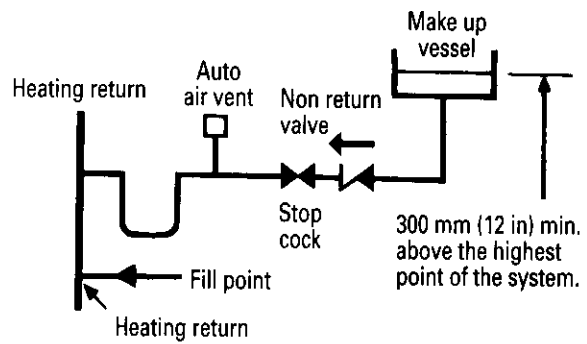 Make up
vessel
Auto
air vent
Heating return
Non return
valve
Stop
cock
300 mm (12 in) min.
above the highest
point of the system.
Fill point
Heating return